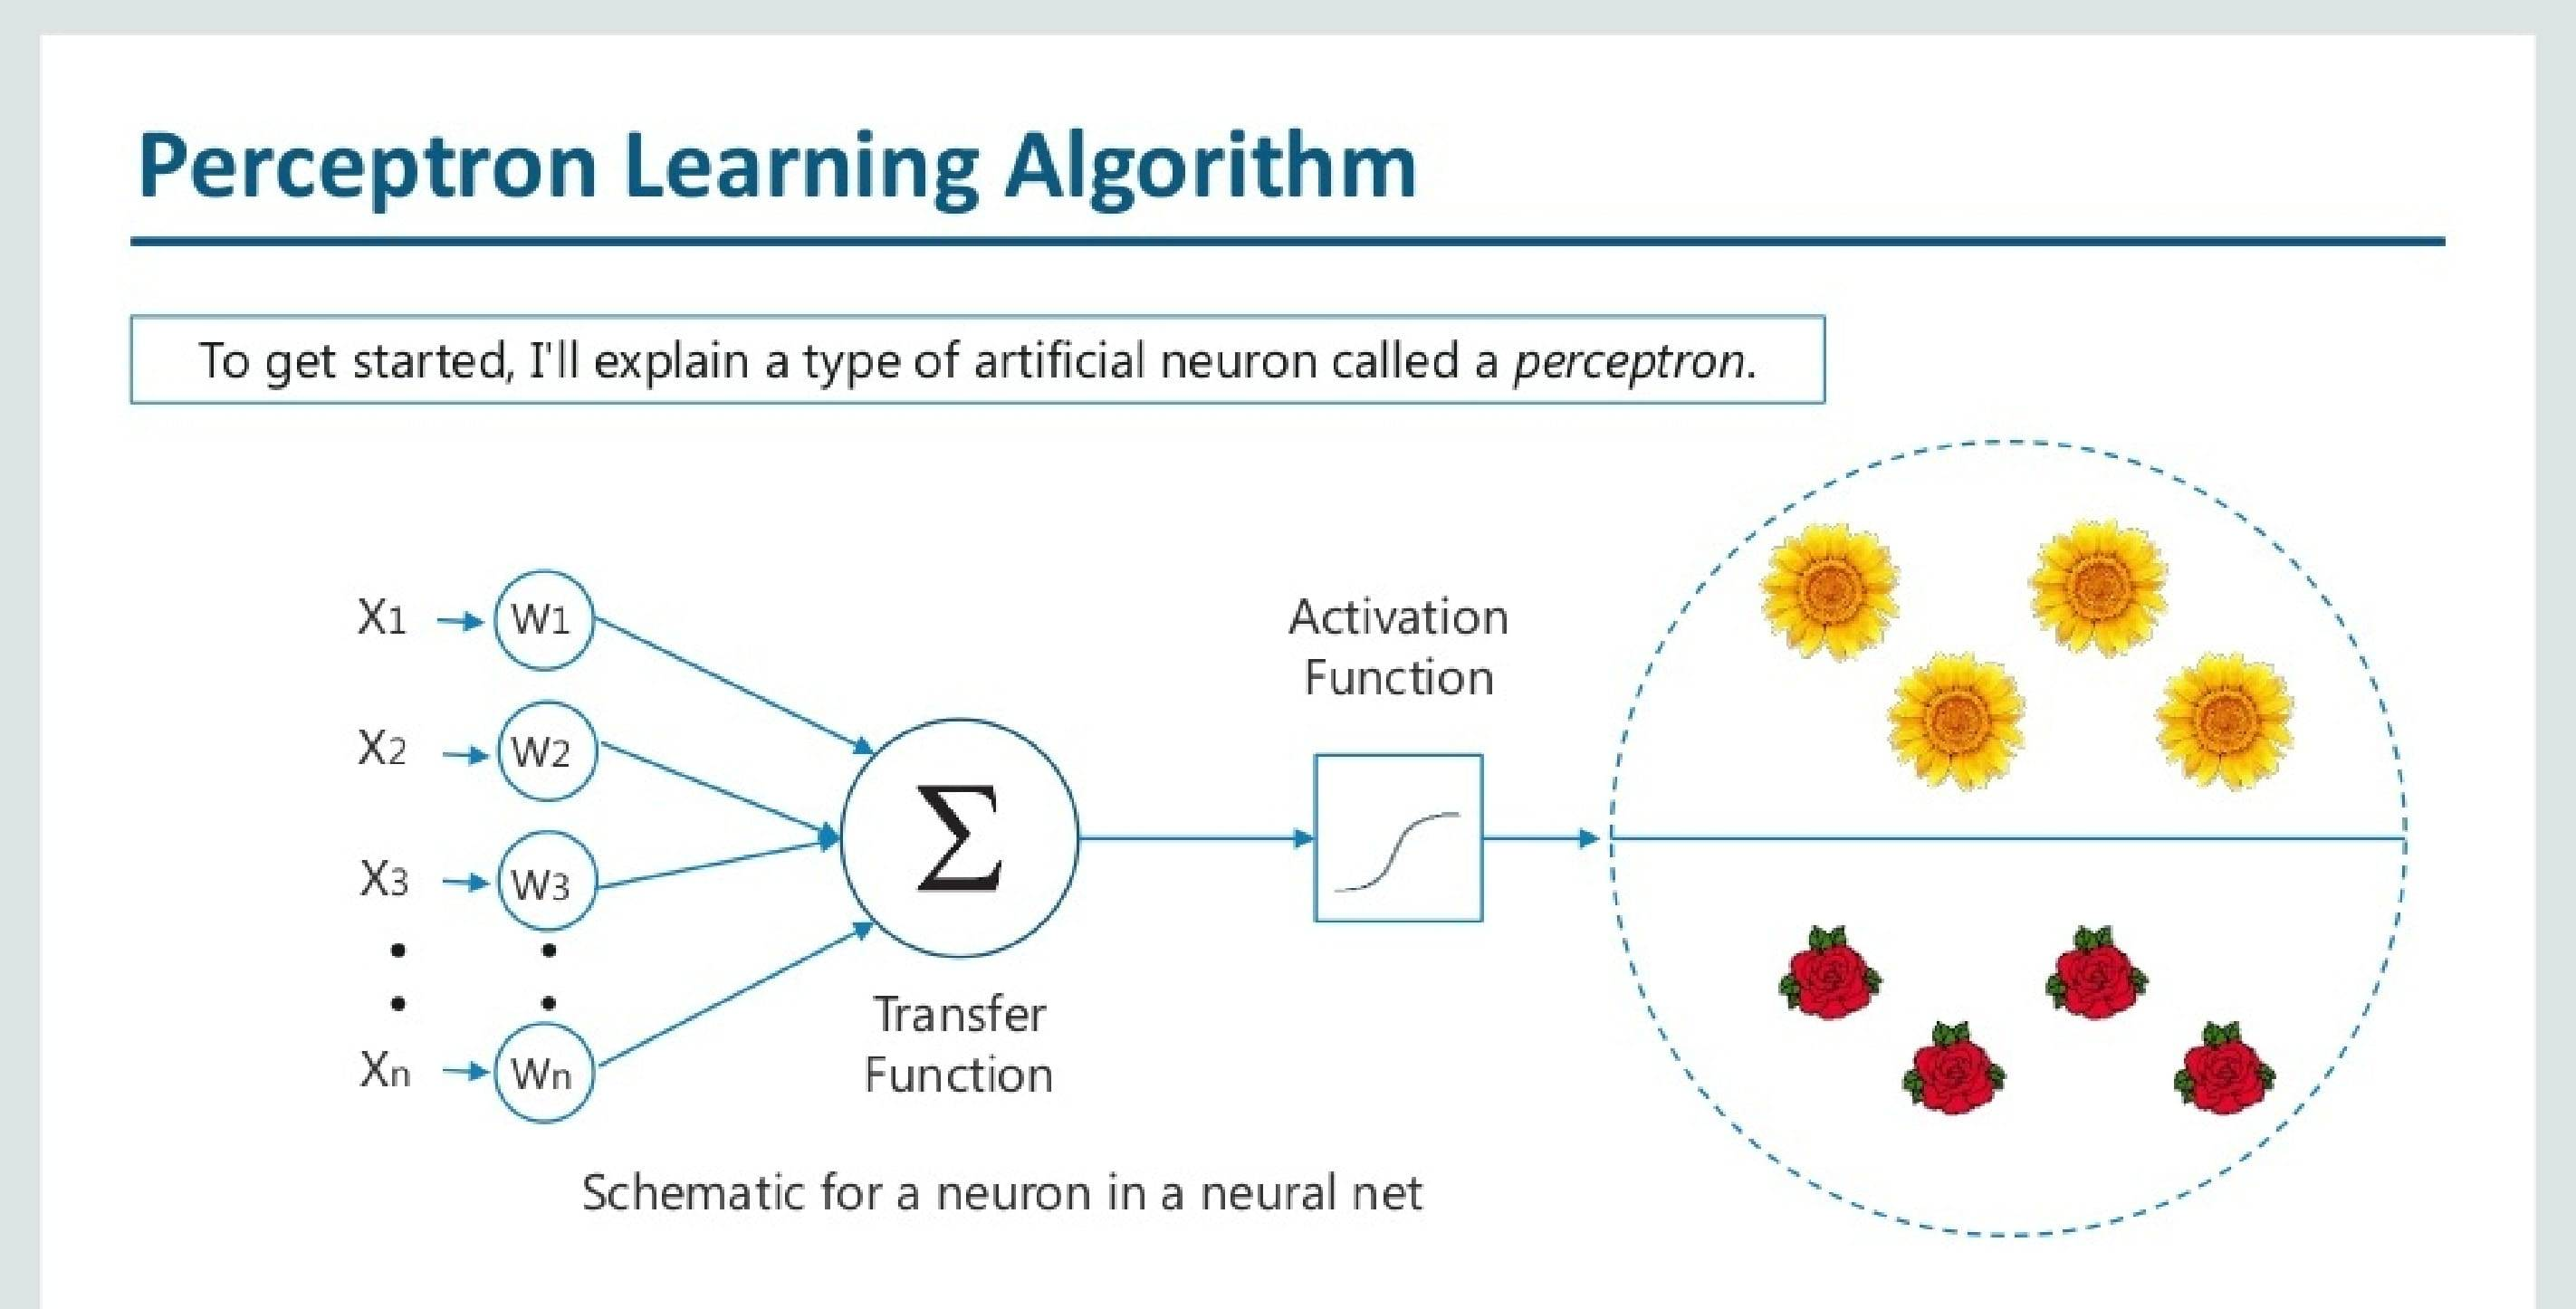 Perceptron Learning Algorithm
To get started, I'll explain a type of artificial neuron called a perceptron.
X1 W1
X2 W2
X3 W3
Xn Wn
Σ
Transfer
Function
Activation
Function
Schematic for a neuron in a neural net